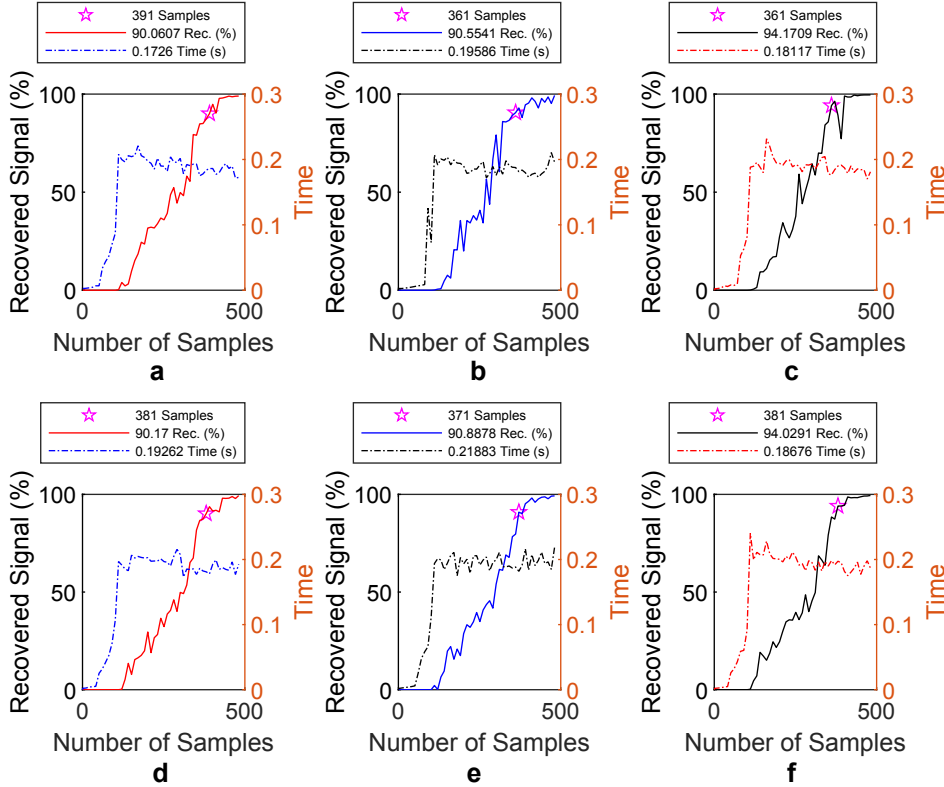 391 Samples
90.0607 Rec. (%)
0.1726 Time (s)
361 Samples
90.5541 Rec. (%)
0.19586 Time (s)
361 Samples
94.1709 Rec. (%)
0.18117 Time (s)
Recovered Signal (%)
100
50
0
0.3
0.2
0.1
0
Time
0
500
Number of Samples
a
Recovered Signal (%)
100
50
0
0.3
0.2
0.1
0
Time
0
500
Number of Samples
b
Recovered Signal (%)
100
50
0
0.3
0.2
0.1
0
Time
0
500
Number of Samples
c
381 Samples
90.17 Rec. (%)
0.19262 Time (s)
371 Samples
90.8878 Rec. (%)
0.21883 Time (s)
381 Samples
94.0291 Rec. (%)
0.18676 Time (s)
Recovered Signal (%)
100
50
0
0.3
0.2
0.1
0
Time
0
500
Number of Samples
d
Recovered Signal (%)
100
50
0
0.3
0.2
0.1
0
Time
0
500
Number of Samples
e
Recovered Signal (%)
100
50
0
0.3
0.2
0.1
0
Time
0
500
Number of Samples
f